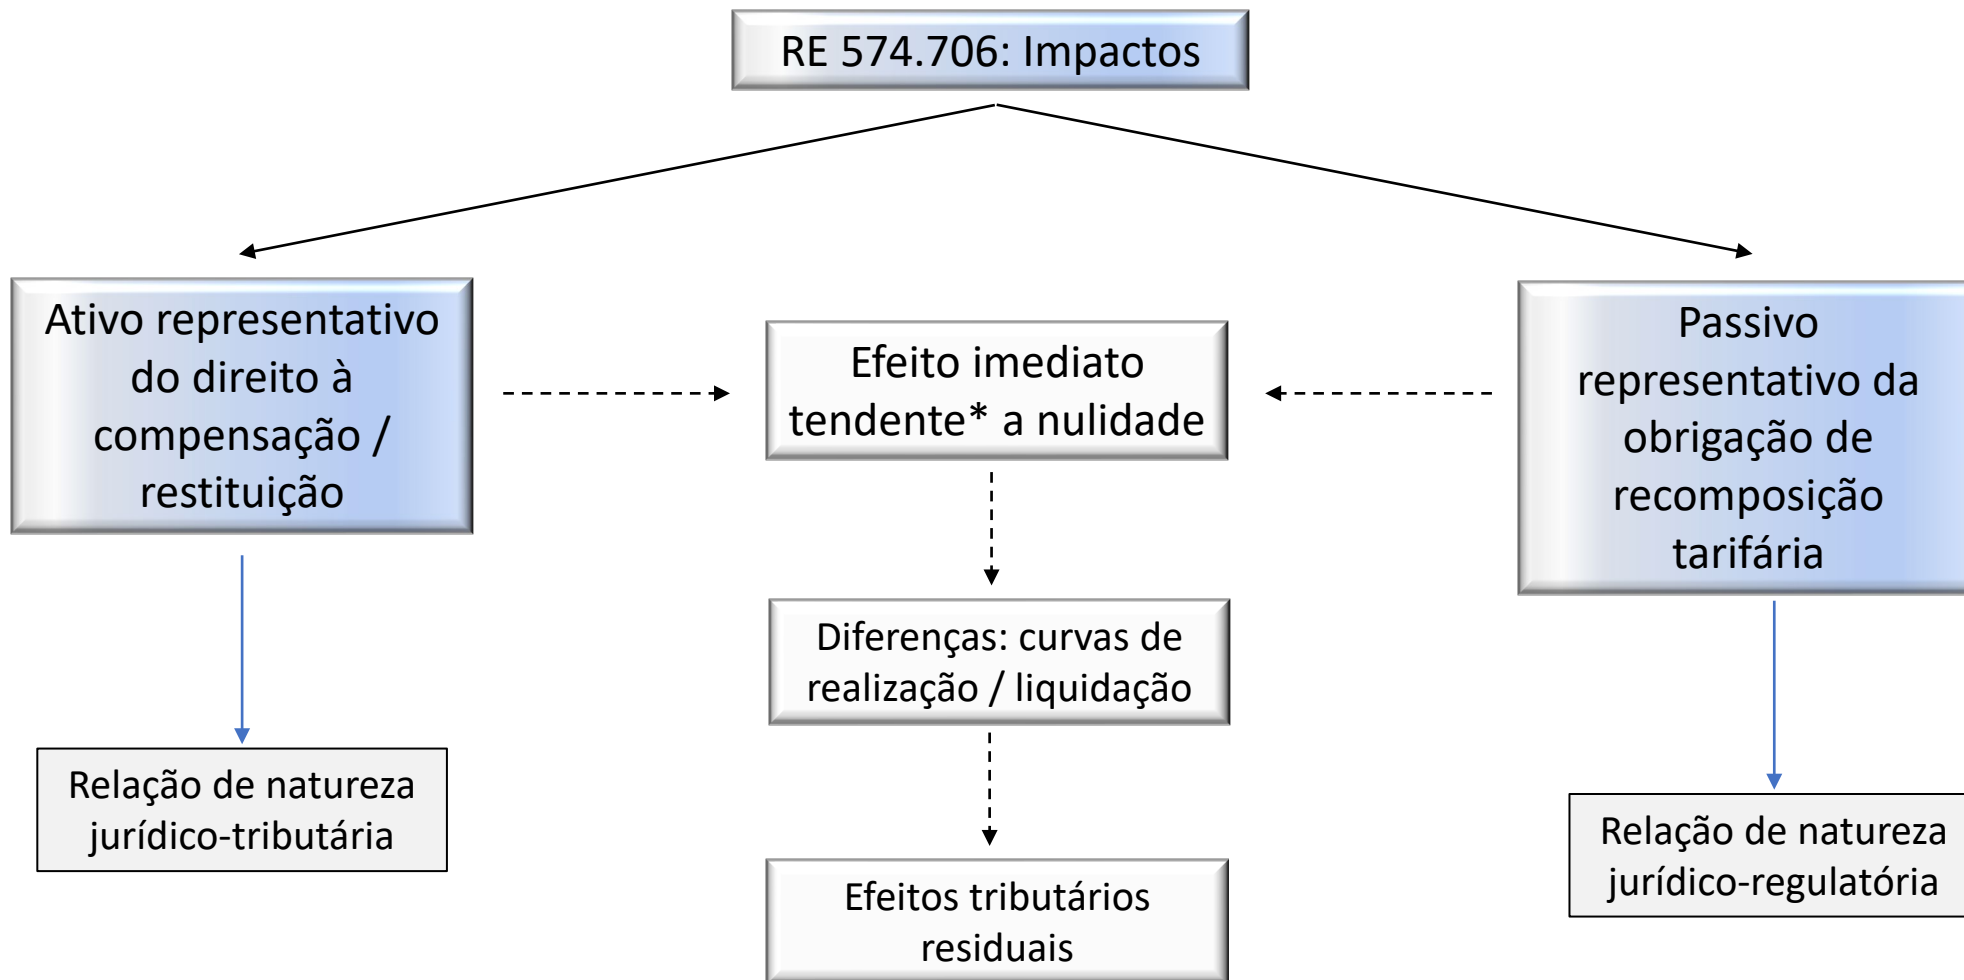 RE 574.706: Impactos
Ativo representativo
do direito à
compensação /
restituição
Efeito imediato
tendente* a nulidade
Passivo
representativo da
obrigação de
recomposição
tarifária
Diferenças: curvas de
realização / liquidação
Relação de natureza
jurídico-tributária
Relação de natureza
jurídico-regulatória
Efeitos tributários
residuais